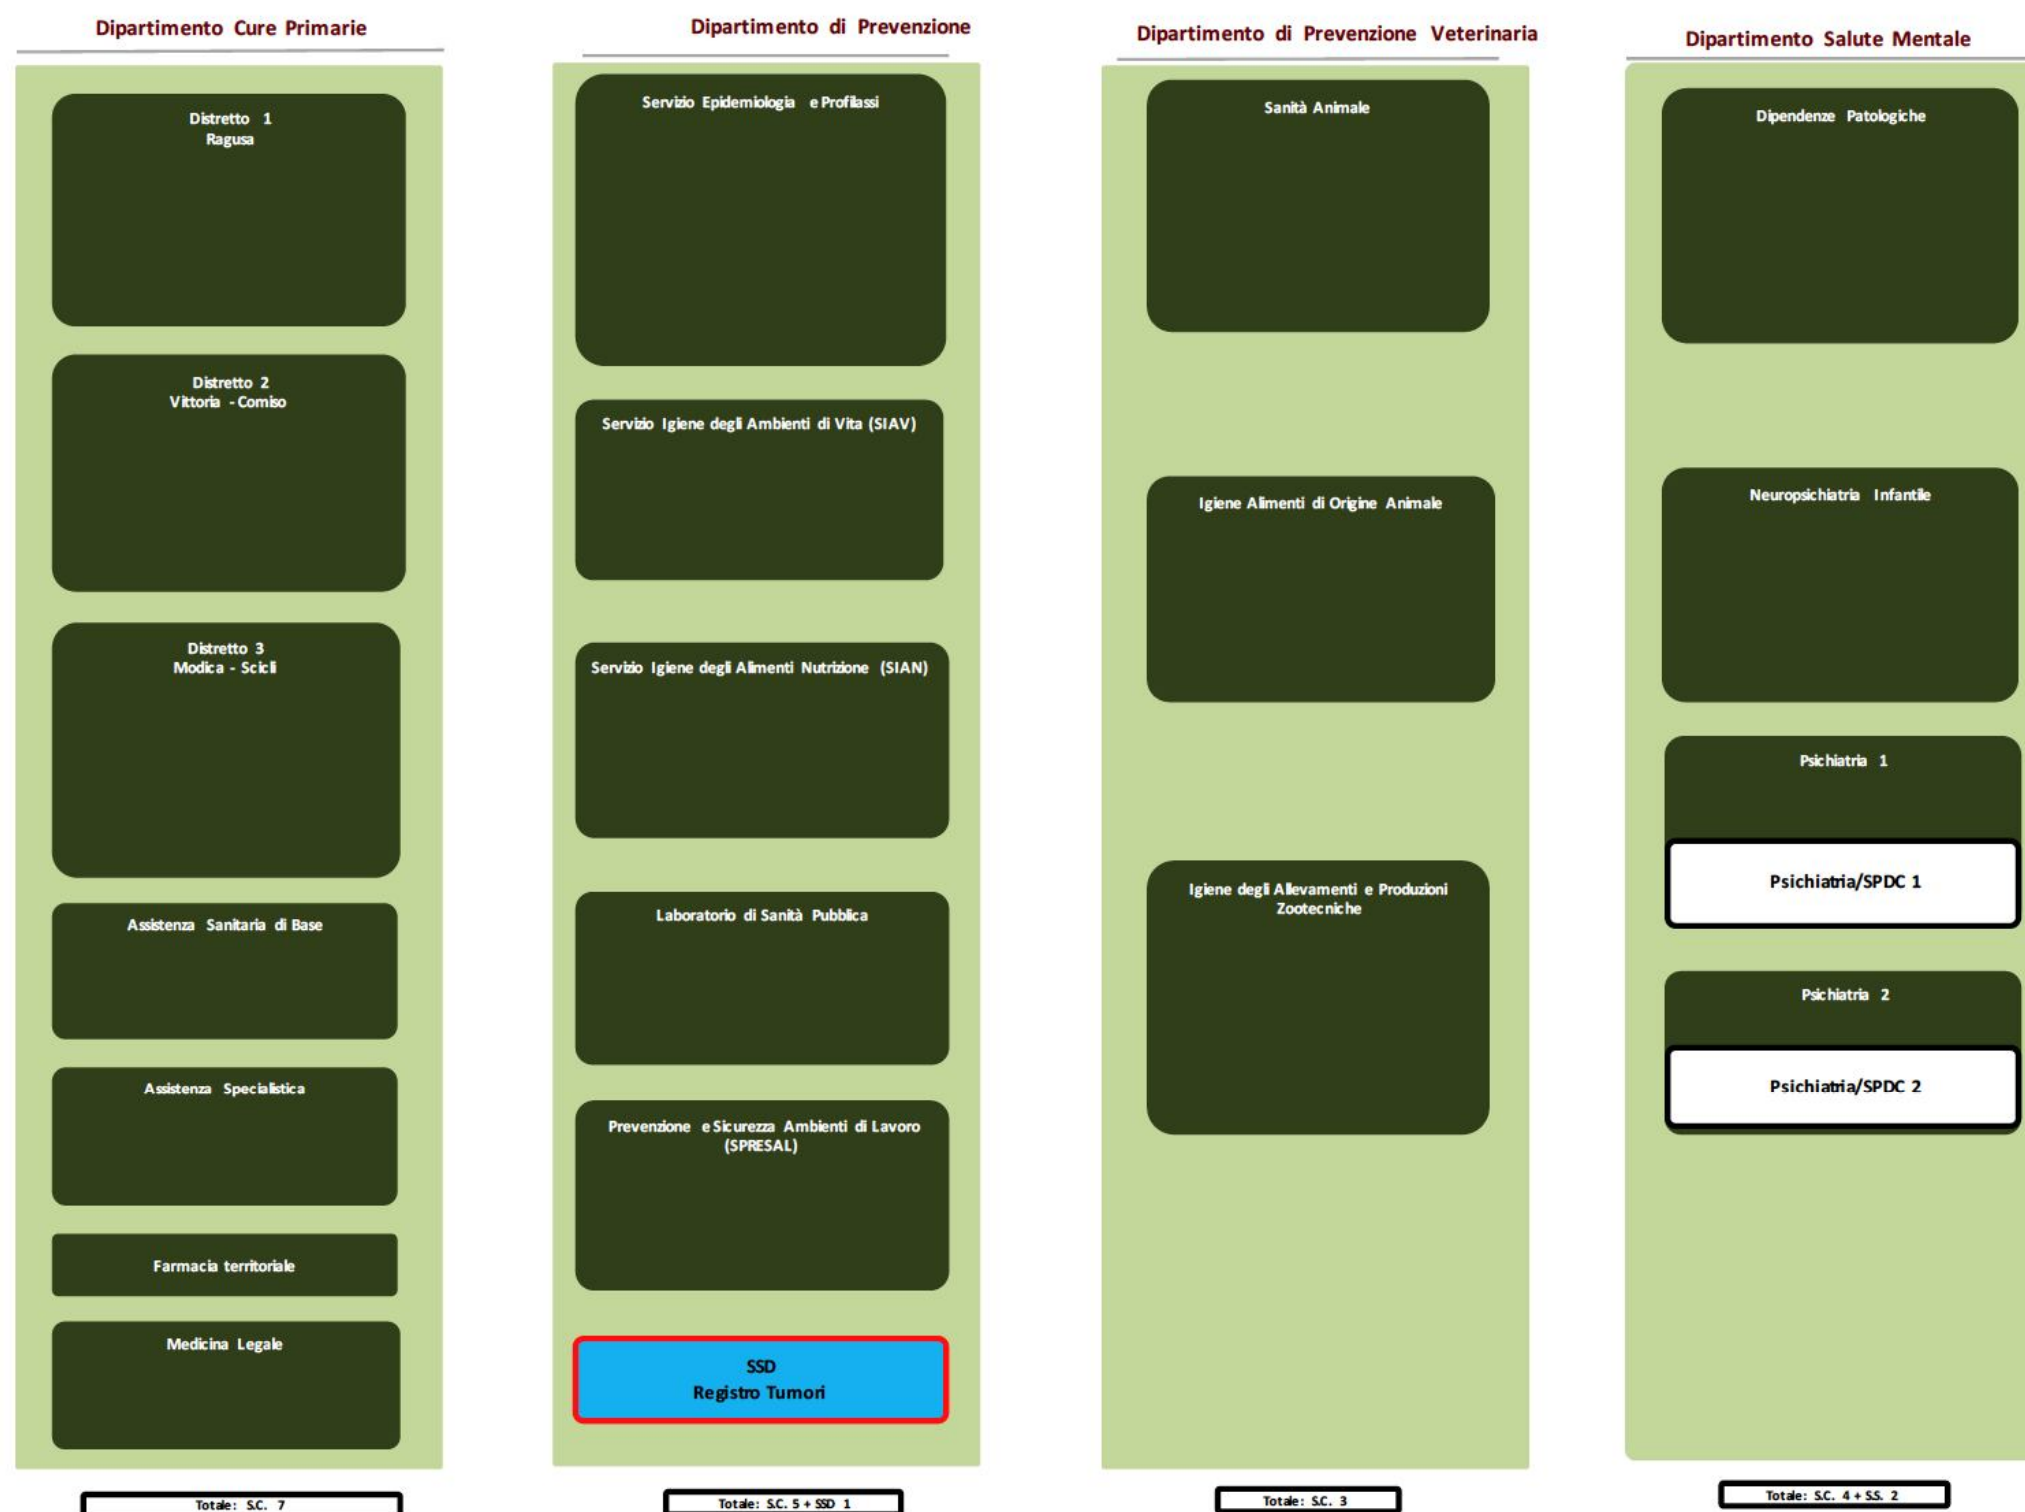 Dipartimento Cure Primarie
Distretto 1
Ragusa
Distretto 2
Vittoria - Comiso
Distretto 3
Modica - Scicli
Assistenza Sanitaria di Base
Assistenza Specialistica
Farmacia territoriale
Medicina Legale
Totale: S.C. 7
Dipartimento di Prevenzione
Servizio Epidemiologia e Profilassi
Servizio Igiene degli Ambienti di Vita (SIAV)
Servizio Igiene degli Alimenti Nutrizione (SIAN)
Laboratorio di Sanità Pubblica
Prevenzione e Sicurezza Ambienti di Lavoro
(SPRESAL)
SSD
Registro Tumori
Totale: S.C. 5 + SSD 1
Dipartimento di Prevenzione Veterinaria
Sanità Animale
Igiene Alimenti di Origine Animale
Igiene degli Allevamenti e Produzioni
Zootecniche
Totale: S.C. 3
Dipartimento Salute Mentale
Dipendenze Patologiche
Neuropsichiatria Infantile
Psichiatria 1
Psichiatria/SPDC 1
Psichiatria 2
Psichiatria/SPDC 2
Totale: S.C. 4 + S.S. 2